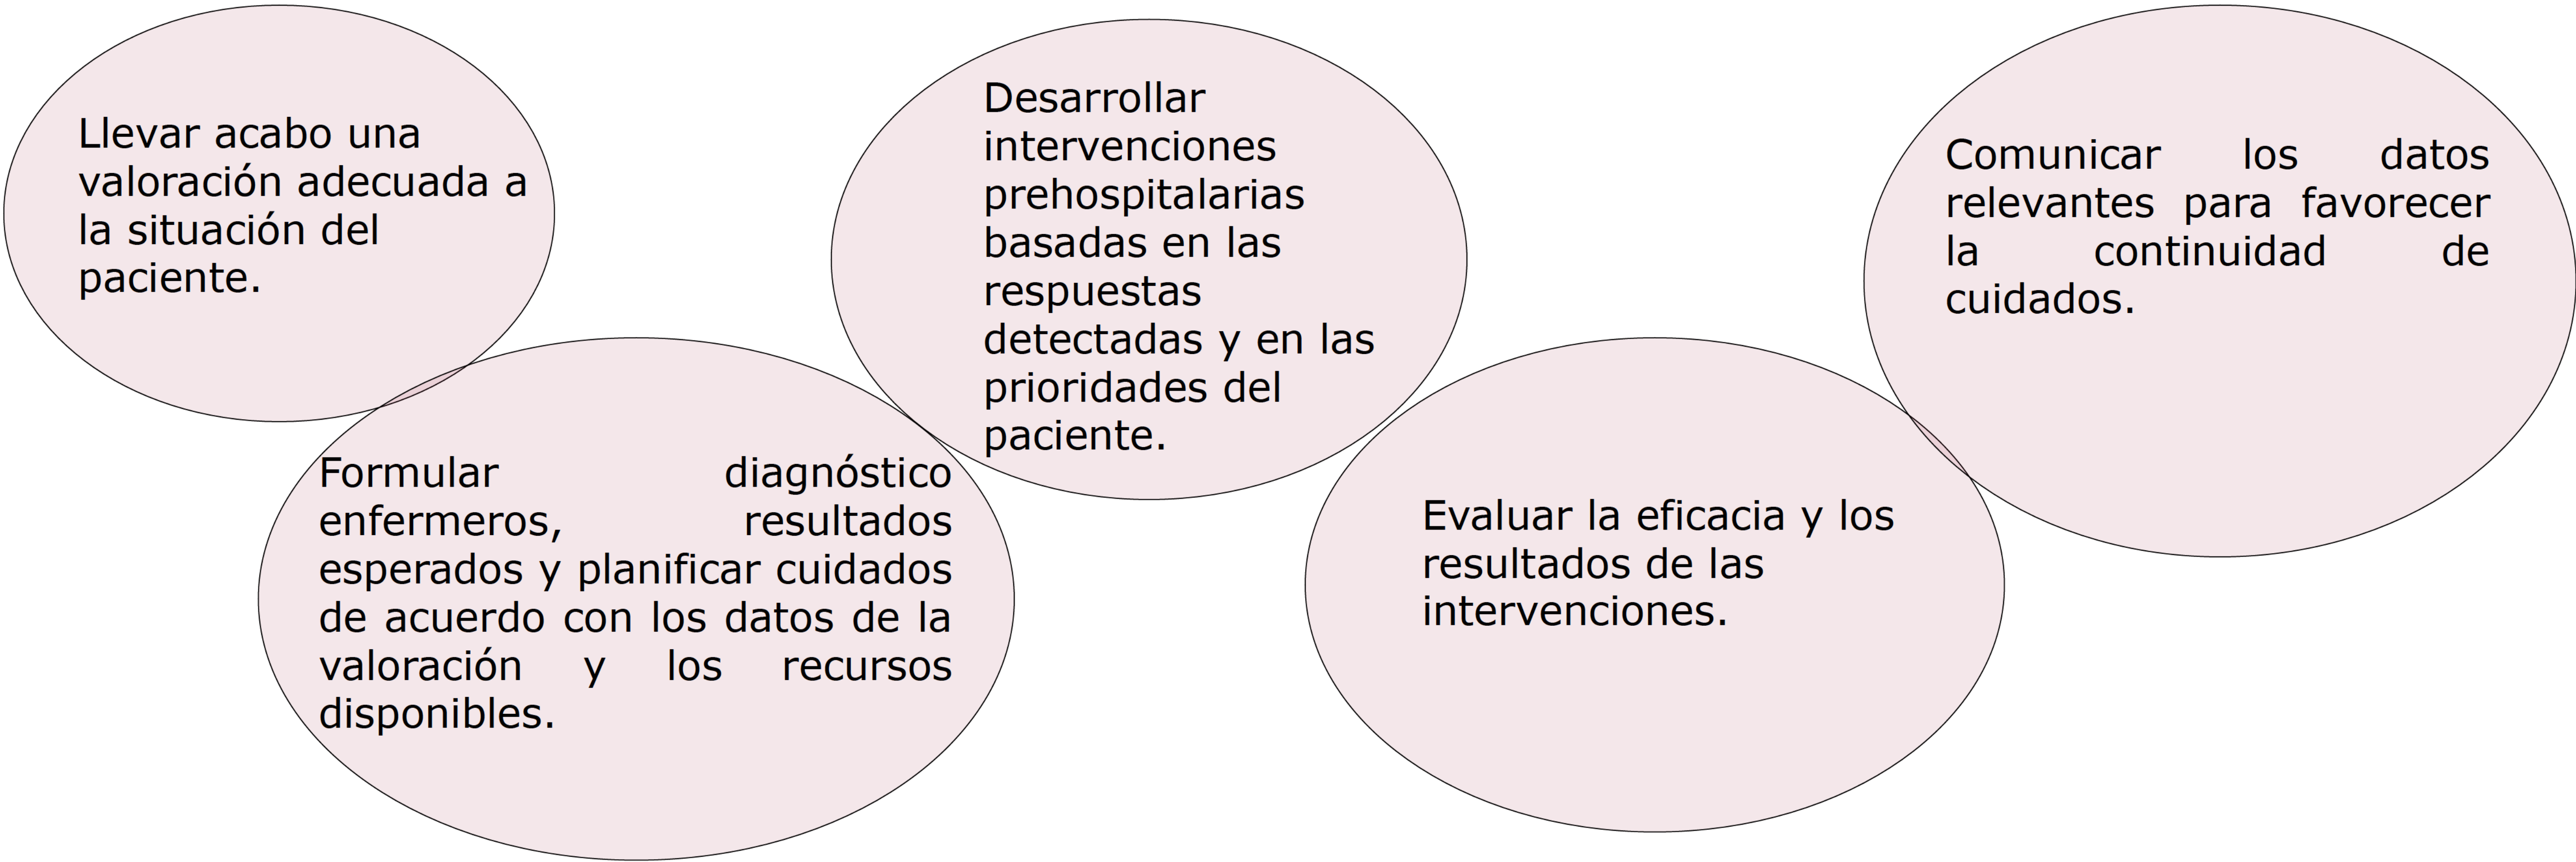 Llevar acabo una
valoración adecuada a
la situación del
paciente.
Formular diagnóstico
enfermeros, resultados
esperados y planificar cuidados
de acuerdo con los datos de la
valoración y los recursos
disponibles.
Desarrollar
intervenciones
prehospitalarias
basadas en las
respuestas
detectadas y en las
prioridades del
paciente.
Evaluar la eficacia y los
resultados de las
intervenciones.
Comunicar los datos
relevantes para favorecer
la continuidad de
cuidados.